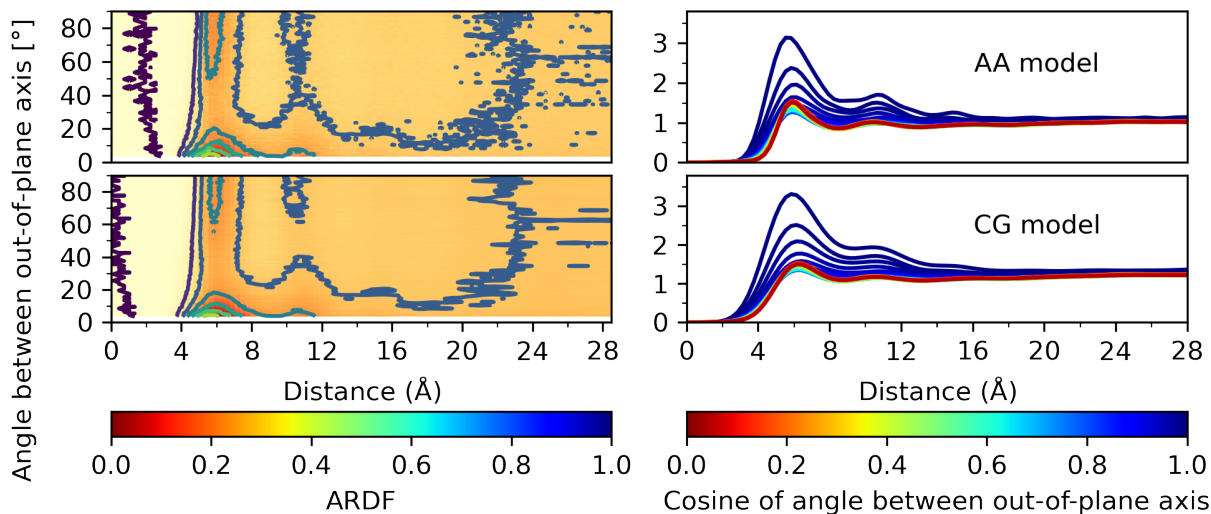 Angle between out-of-plane axis [°]
80
60
40
20
0
3
2
1
0
AA model
80
60
40
20
0
3
2
1
0
CG model
0 4 8 12 16 20 24 28
0 4 8 12 16 20 24 28
Distance (Å)
Distance (Å)
0.0 0.2 0.4 0.6 0.8 1.0
0.0 0.2 0.4 0.6 0.8 1.0
ARDF
Cosine of angle between out-of-plane axis